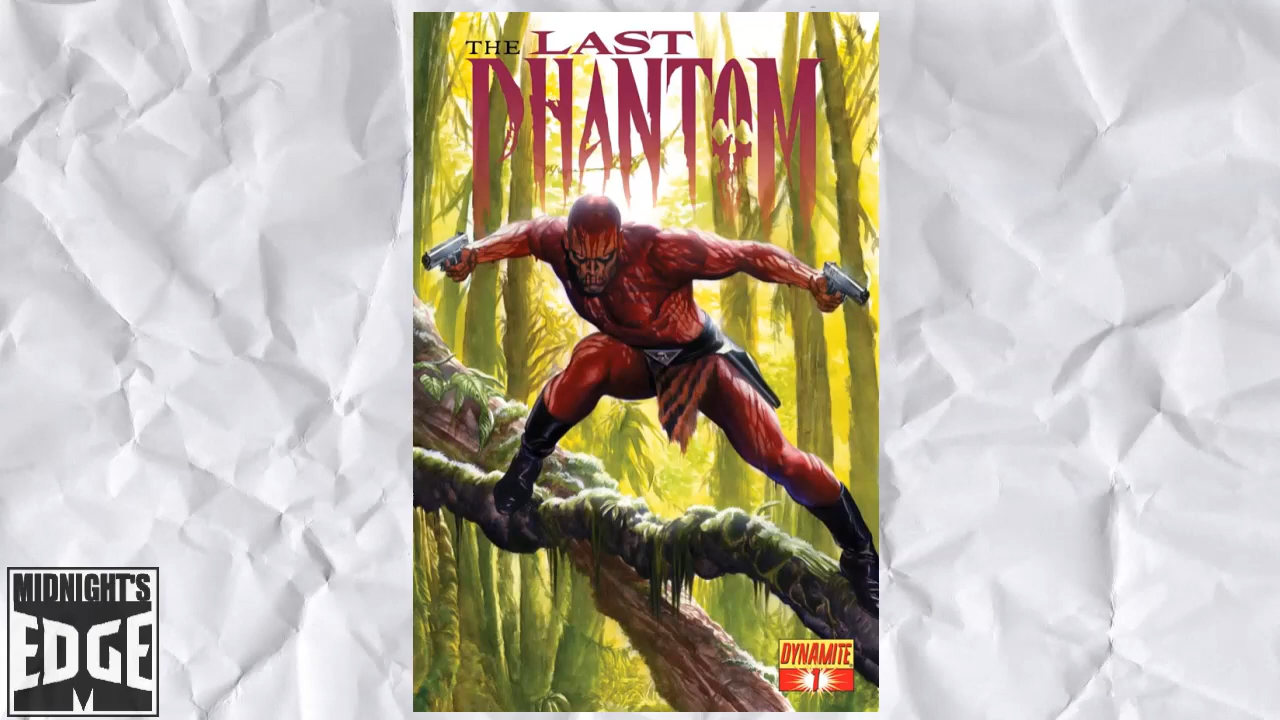 THE LAST
PHANTOM
DYNAMITE
1
MIDNIGHT'S
EDGE
M